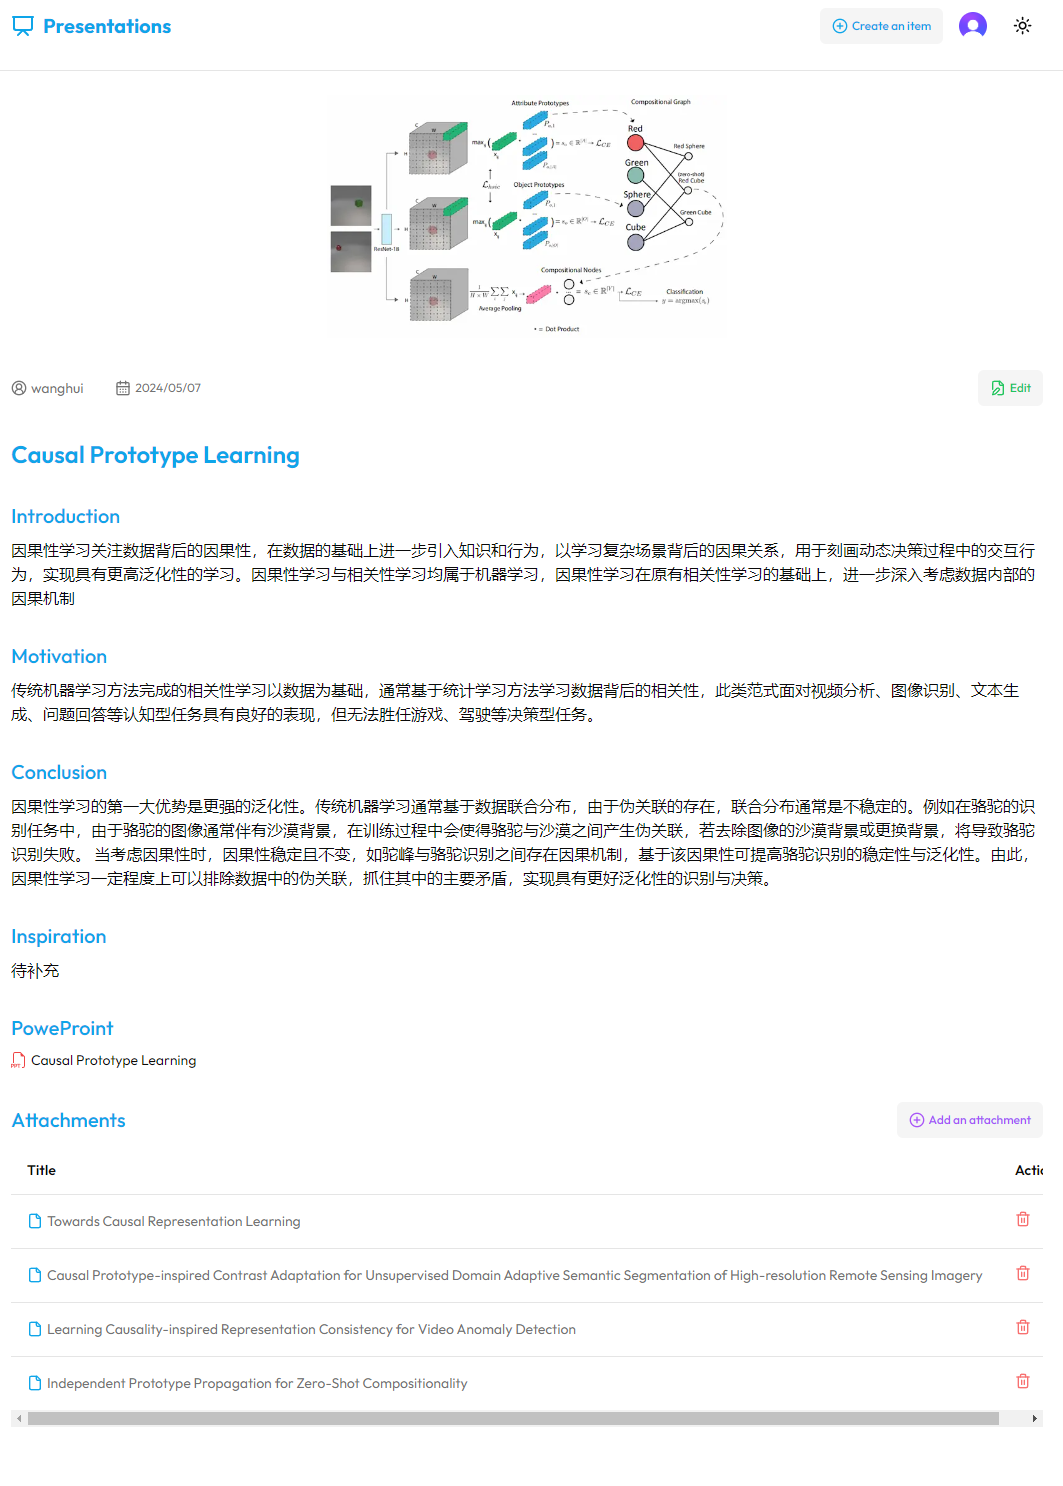 Presentations
Create an item
Attribute Prototypes
Compositional Graph
Red
Green
Sphere
Cube
Red Sphere
(zero-shot)
Red Cube
Green Cube
Object Prototypes
ResNet-18
Compositional Nodes
Average Pooling
Classification
y = argmax(s_c)
• = Dot Product
wanghui
2024/05/07
Edit
Causal Prototype Learning
Introduction
因果性学习关注数据背后的因果性，在数据的基础上进一步引入知识和行为，以学习复杂场景背后的因果关系，用于刻画动态决策过程中的交互行
为，实现具有更高泛化性的学习。因果性学习与相关性学习均属于机器学习，因果性学习在原有相关性学习的基础上，进一步深入考虑数据内部的
因果机制
Motivation
传统机器学习方法完成的相关性学习以数据为基础，通常基于统计学习方法学习数据背后的相关性，此类范式面对视频分析、图像识别、文本生
成、问题回答等认知型任务具有良好的表现，但无法胜任游戏、驾驶等决策型任务。
Conclusion
因果性学习的第一大优势是更强的泛化性。传统机器学习通常基于数据联合分布，由于伪关联的存在，联合分布通常是不稳定的。例如在骆驼的识
别任务中，由于骆驼的图像通常伴有沙漠背景，在训练过程中会使得骆驼与沙漠之间产生伪关联，若去除图像的沙漠背景或更换背景，将导致骆驼
识别失败。 当考虑因果性时，因果性稳定且不变，如驼峰与骆驼识别之间存在因果机制，基于该因果性可提高骆驼识别的稳定性与泛化性。由此，
因果性学习一定程度上可以排除数据中的伪关联，抓住其中的主要矛盾，实现具有更好泛化性的识别与决策。
Inspiration
待补充
PoweProint
Causal Prototype Learning
Attachments
Add an attachment
Title
Actic
Towards Causal Representation Learning
Causal Prototype-inspired Contrast Adaptation for Unsupervised Domain Adaptive Semantic Segmentation of High-resolution Remote Sensing Imagery
Learning Causality-inspired Representation Consistency for Video Anomaly Detection
Independent Prototype Propagation for Zero-Shot Compositionality